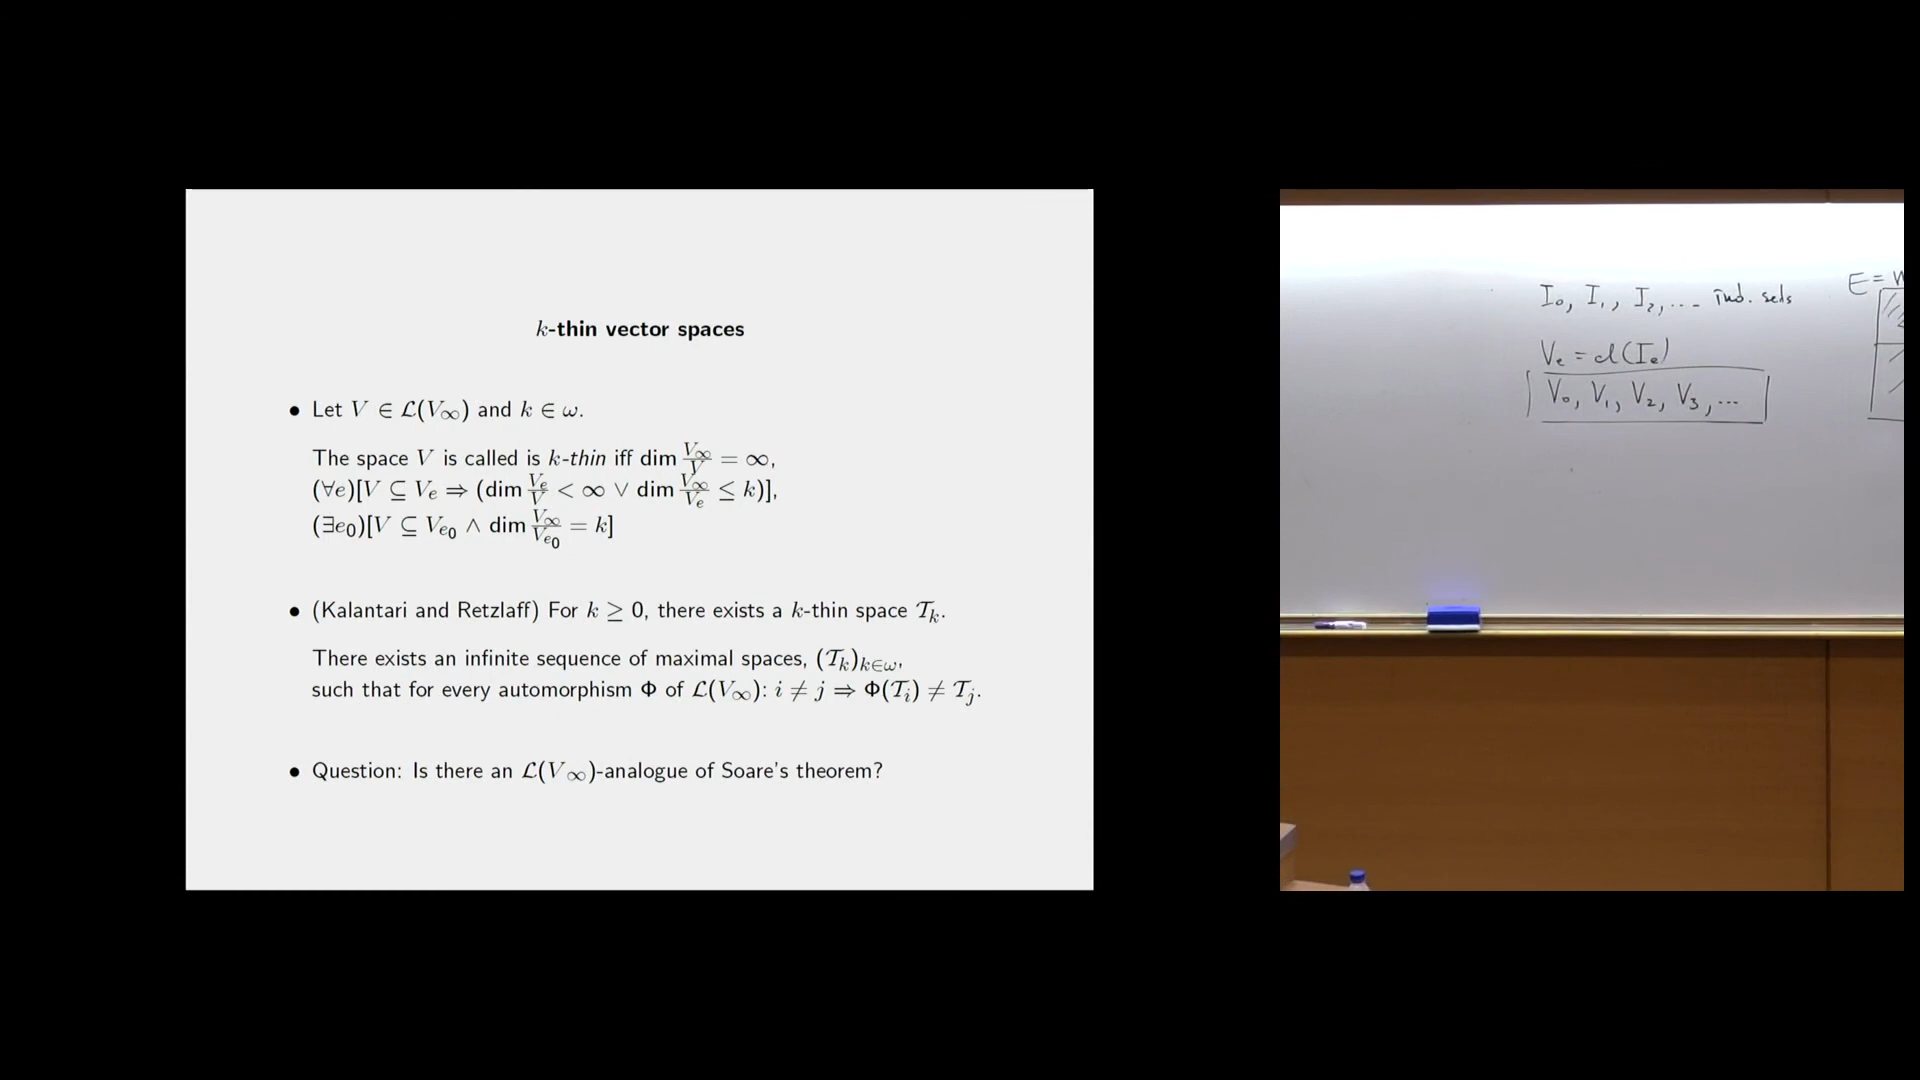 k-thin vector spaces
• Let V ∈ ℒ(V∞) and k ∈ ω.
The space V is called is k-thin iff dim V∞/V = ∞,
(∀e)[V ⊆ Ve ⇒ (dim Ve/V < ∞ ∨ dim V∞/Ve ≤ k)],
(∃e0)[V ⊆ Ve0 ∧ dim V∞/Ve0 = k]
• (Kalantari and Retzlaff) For k ≥ 0, there exists a k-thin space 𝒯k.
There exists an infinite sequence of maximal spaces, (𝒯k)k∈ω,
such that for every automorphism Φ of ℒ(V∞): i ≠ j ⇒ Φ(𝒯i) ≠ 𝒯j.
• Question: Is there an ℒ(V∞)-analogue of Soare's theorem?
I0, I1, I2, ... ind. sets
Ve = cl(Ie)
V0, V1, V2, V3, ...
E =